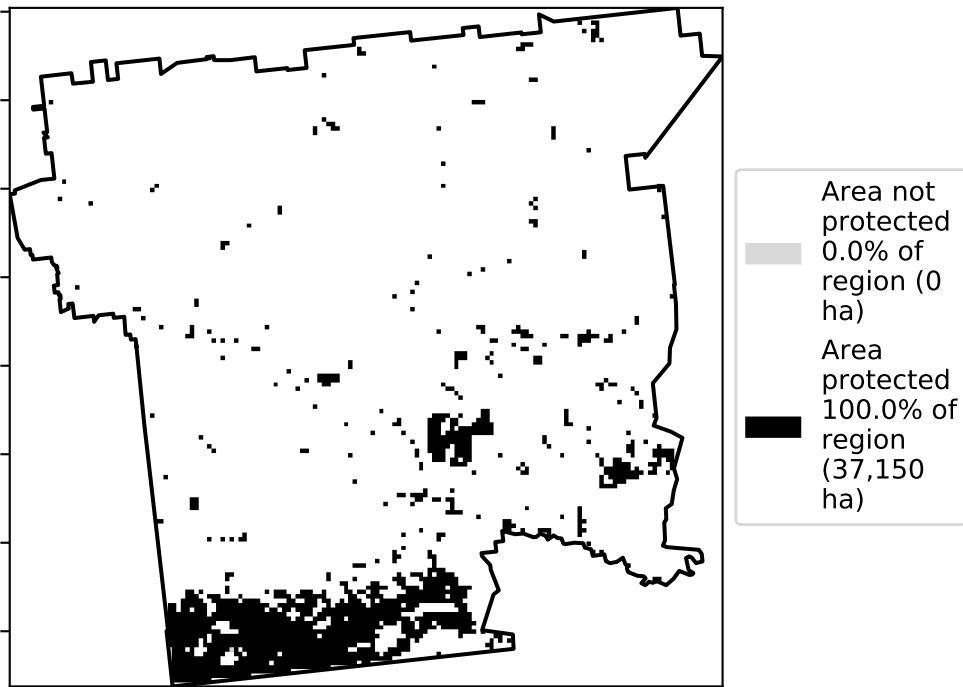 Area not
protected
0.0% of
region (0
ha)
Area
protected
100.0% of
region
(37,150
ha)